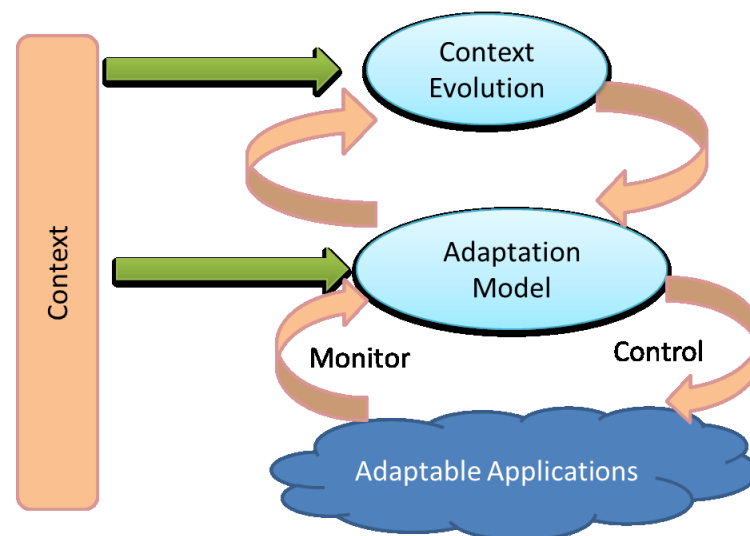 Context
Evolution
Context
Adaptation
Model
Monitor
Control
Adaptable Applications